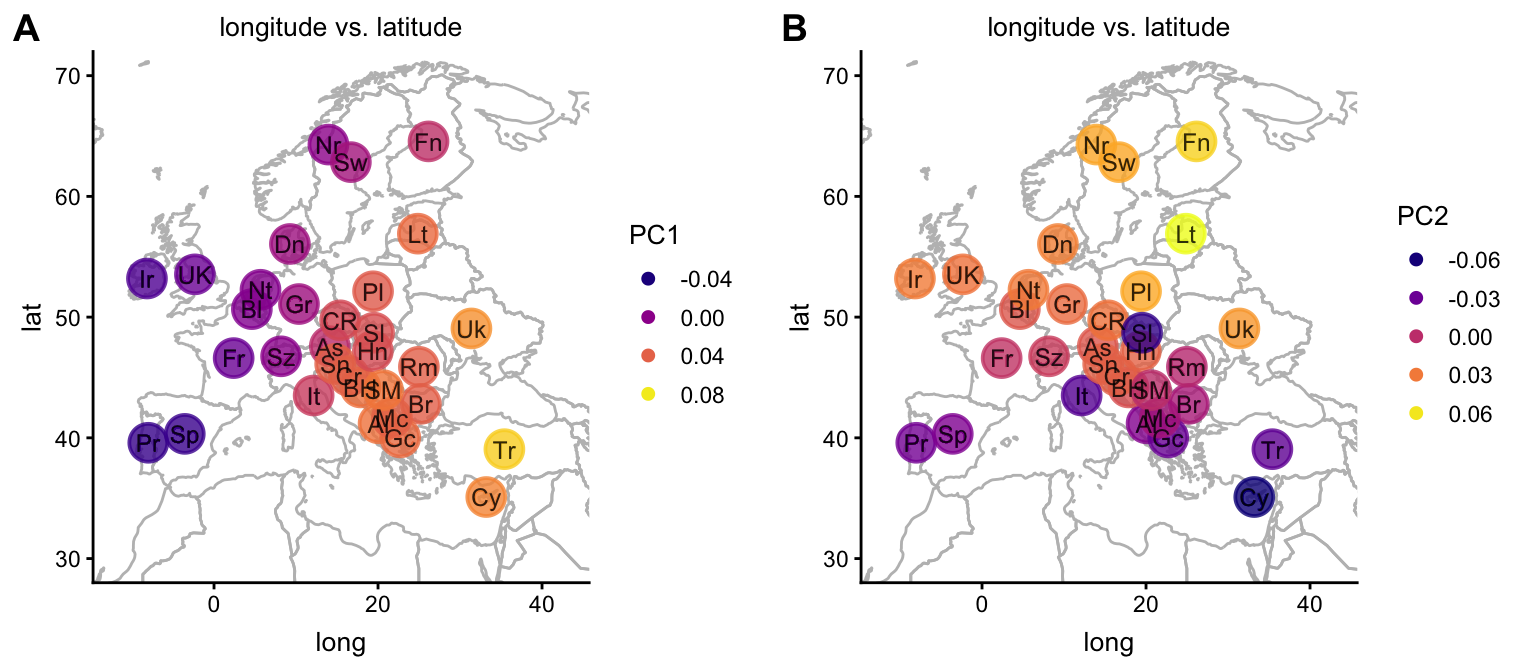 A
longitude vs. latitude
70
60
50
40
30
lat
0
20
40
long
Nr
Sw
Fn
Dn
Lt
Ir
UK
Nt
Bl
Gr
Pl
CR
Sl
Uk
Fr
Sz
As
Hn
Sn
Cr
Rm
It
BH
SM
Br
Mc
Al
Gc
Pr
Sp
Tr
Cy
PC1
-0.04
0.00
0.04
0.08
B
longitude vs. latitude
70
60
50
40
30
lat
0
20
40
long
Nr
Sw
Fn
Dn
Lt
Ir
UK
Nt
Bl
Gr
Pl
CR
Sl
Uk
Fr
Sz
As
Hn
Sn
Rm
It
BH
SM
Br
Mc
Gc
Pr
Sp
Tr
Cy
PC2
-0.06
-0.03
0.00
0.03
0.06